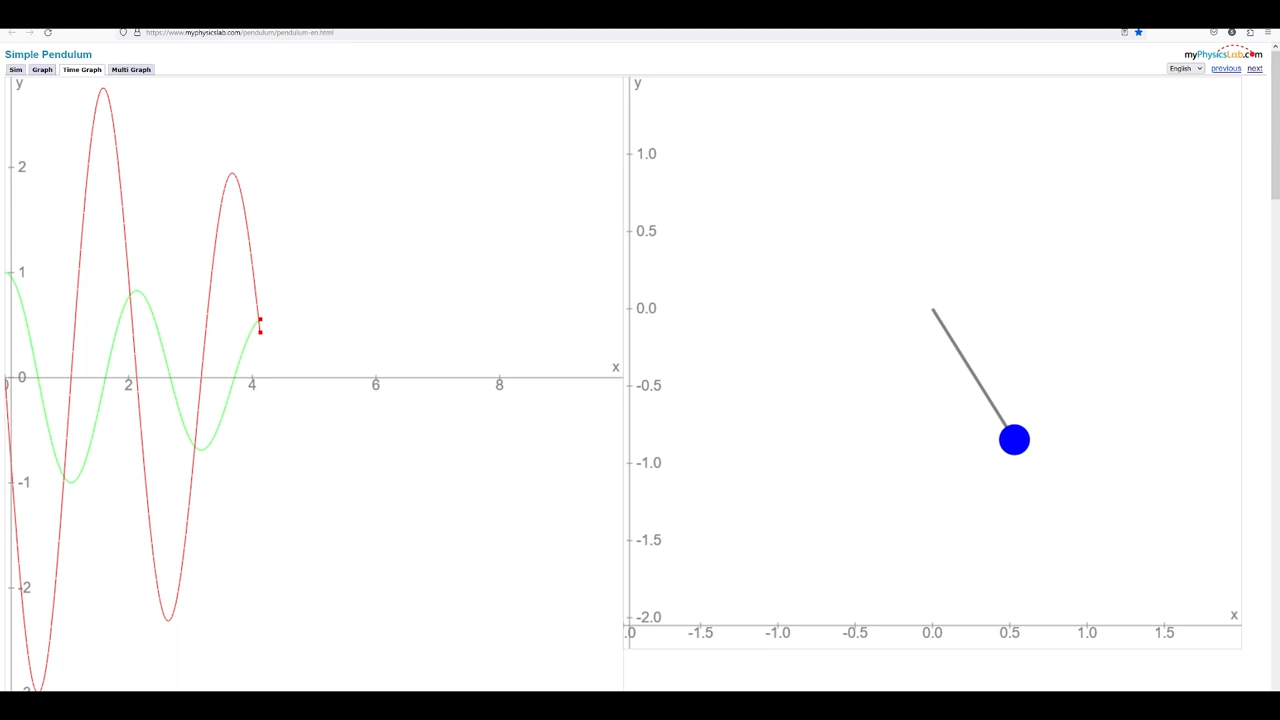 https://www.myphysicslab.com/pendulum/pendulum-en.html
Simple Pendulum
myPhysicsLab.com
Sim Graph Time Graph Multi Graph
English previous next
y
2
1
0
-1
-2
x
2 4 6 8
y
1.0
0.5
0.0
-0.5
-1.0
-1.5
-2.0
x
.0 -1.5 -1.0 -0.5 0.0 0.5 1.0 1.5